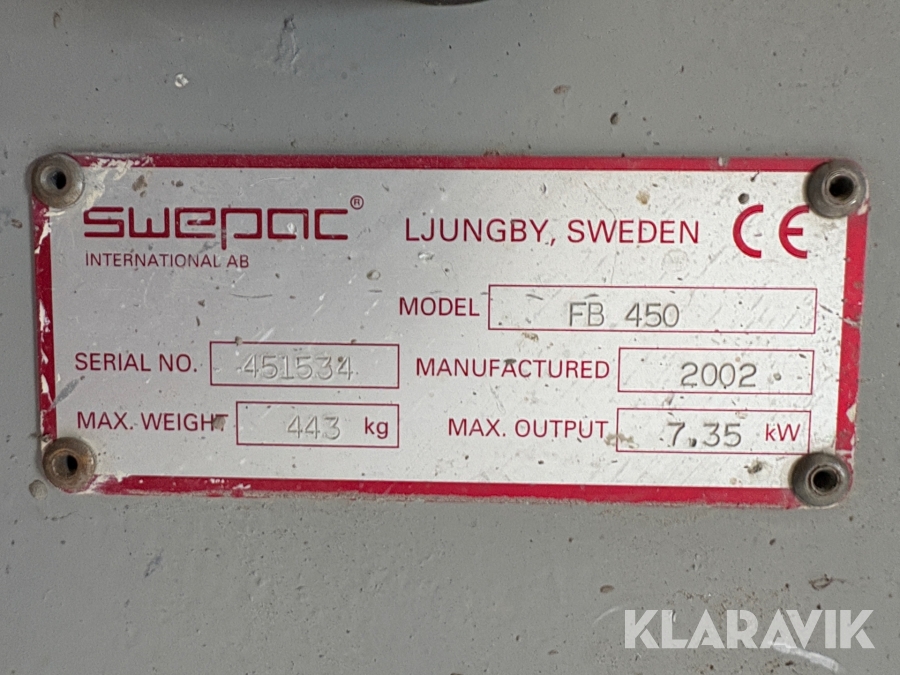 swepac®
INTERNATIONAL AB
LJUNGBY, SWEDEN CE
MODEL FB 450
SERIAL NO. 451534 MANUFACTURED 2002
MAX. WEIGHT 443 kg MAX. OUTPUT 7.35 kW
KLARAVIK